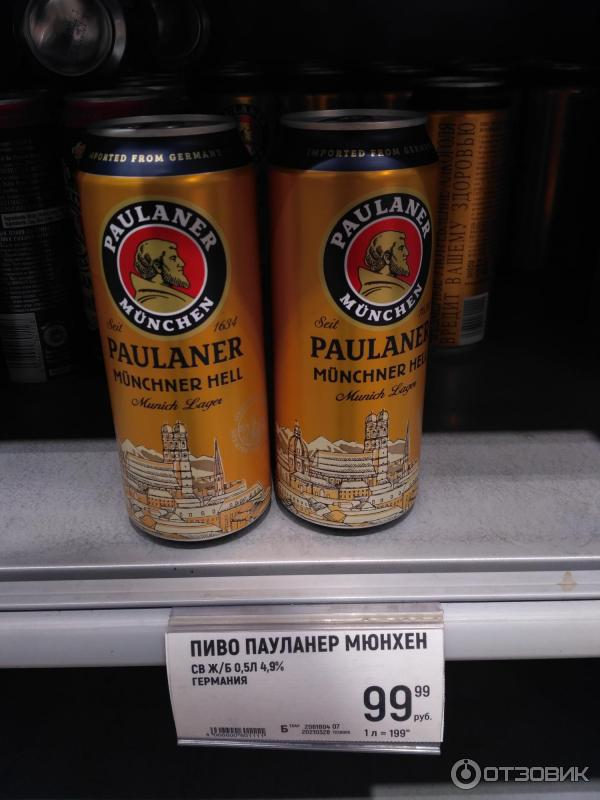 IMPORTED FROM GERMANY
PAULANER
MÜNCHEN
Seit 1634
PAULANER
MÜNCHNER HELL
Munich Lager
IMPORTED FROM GERMANY
PAULANER
MÜNCHEN
Seit
PAULANER
MÜNCHNER HELL
Munich Lager
ВРЕДИТ ВАШЕМУ ЗДОРОВЬЮ
ПИВО ПАУЛАНЕР МЮНХЕН
СВ Ж/Б 0,5Л 4,9%
ГЕРМАНИЯ
99 99
руб.
1 л = 199
ОТЗОВИК